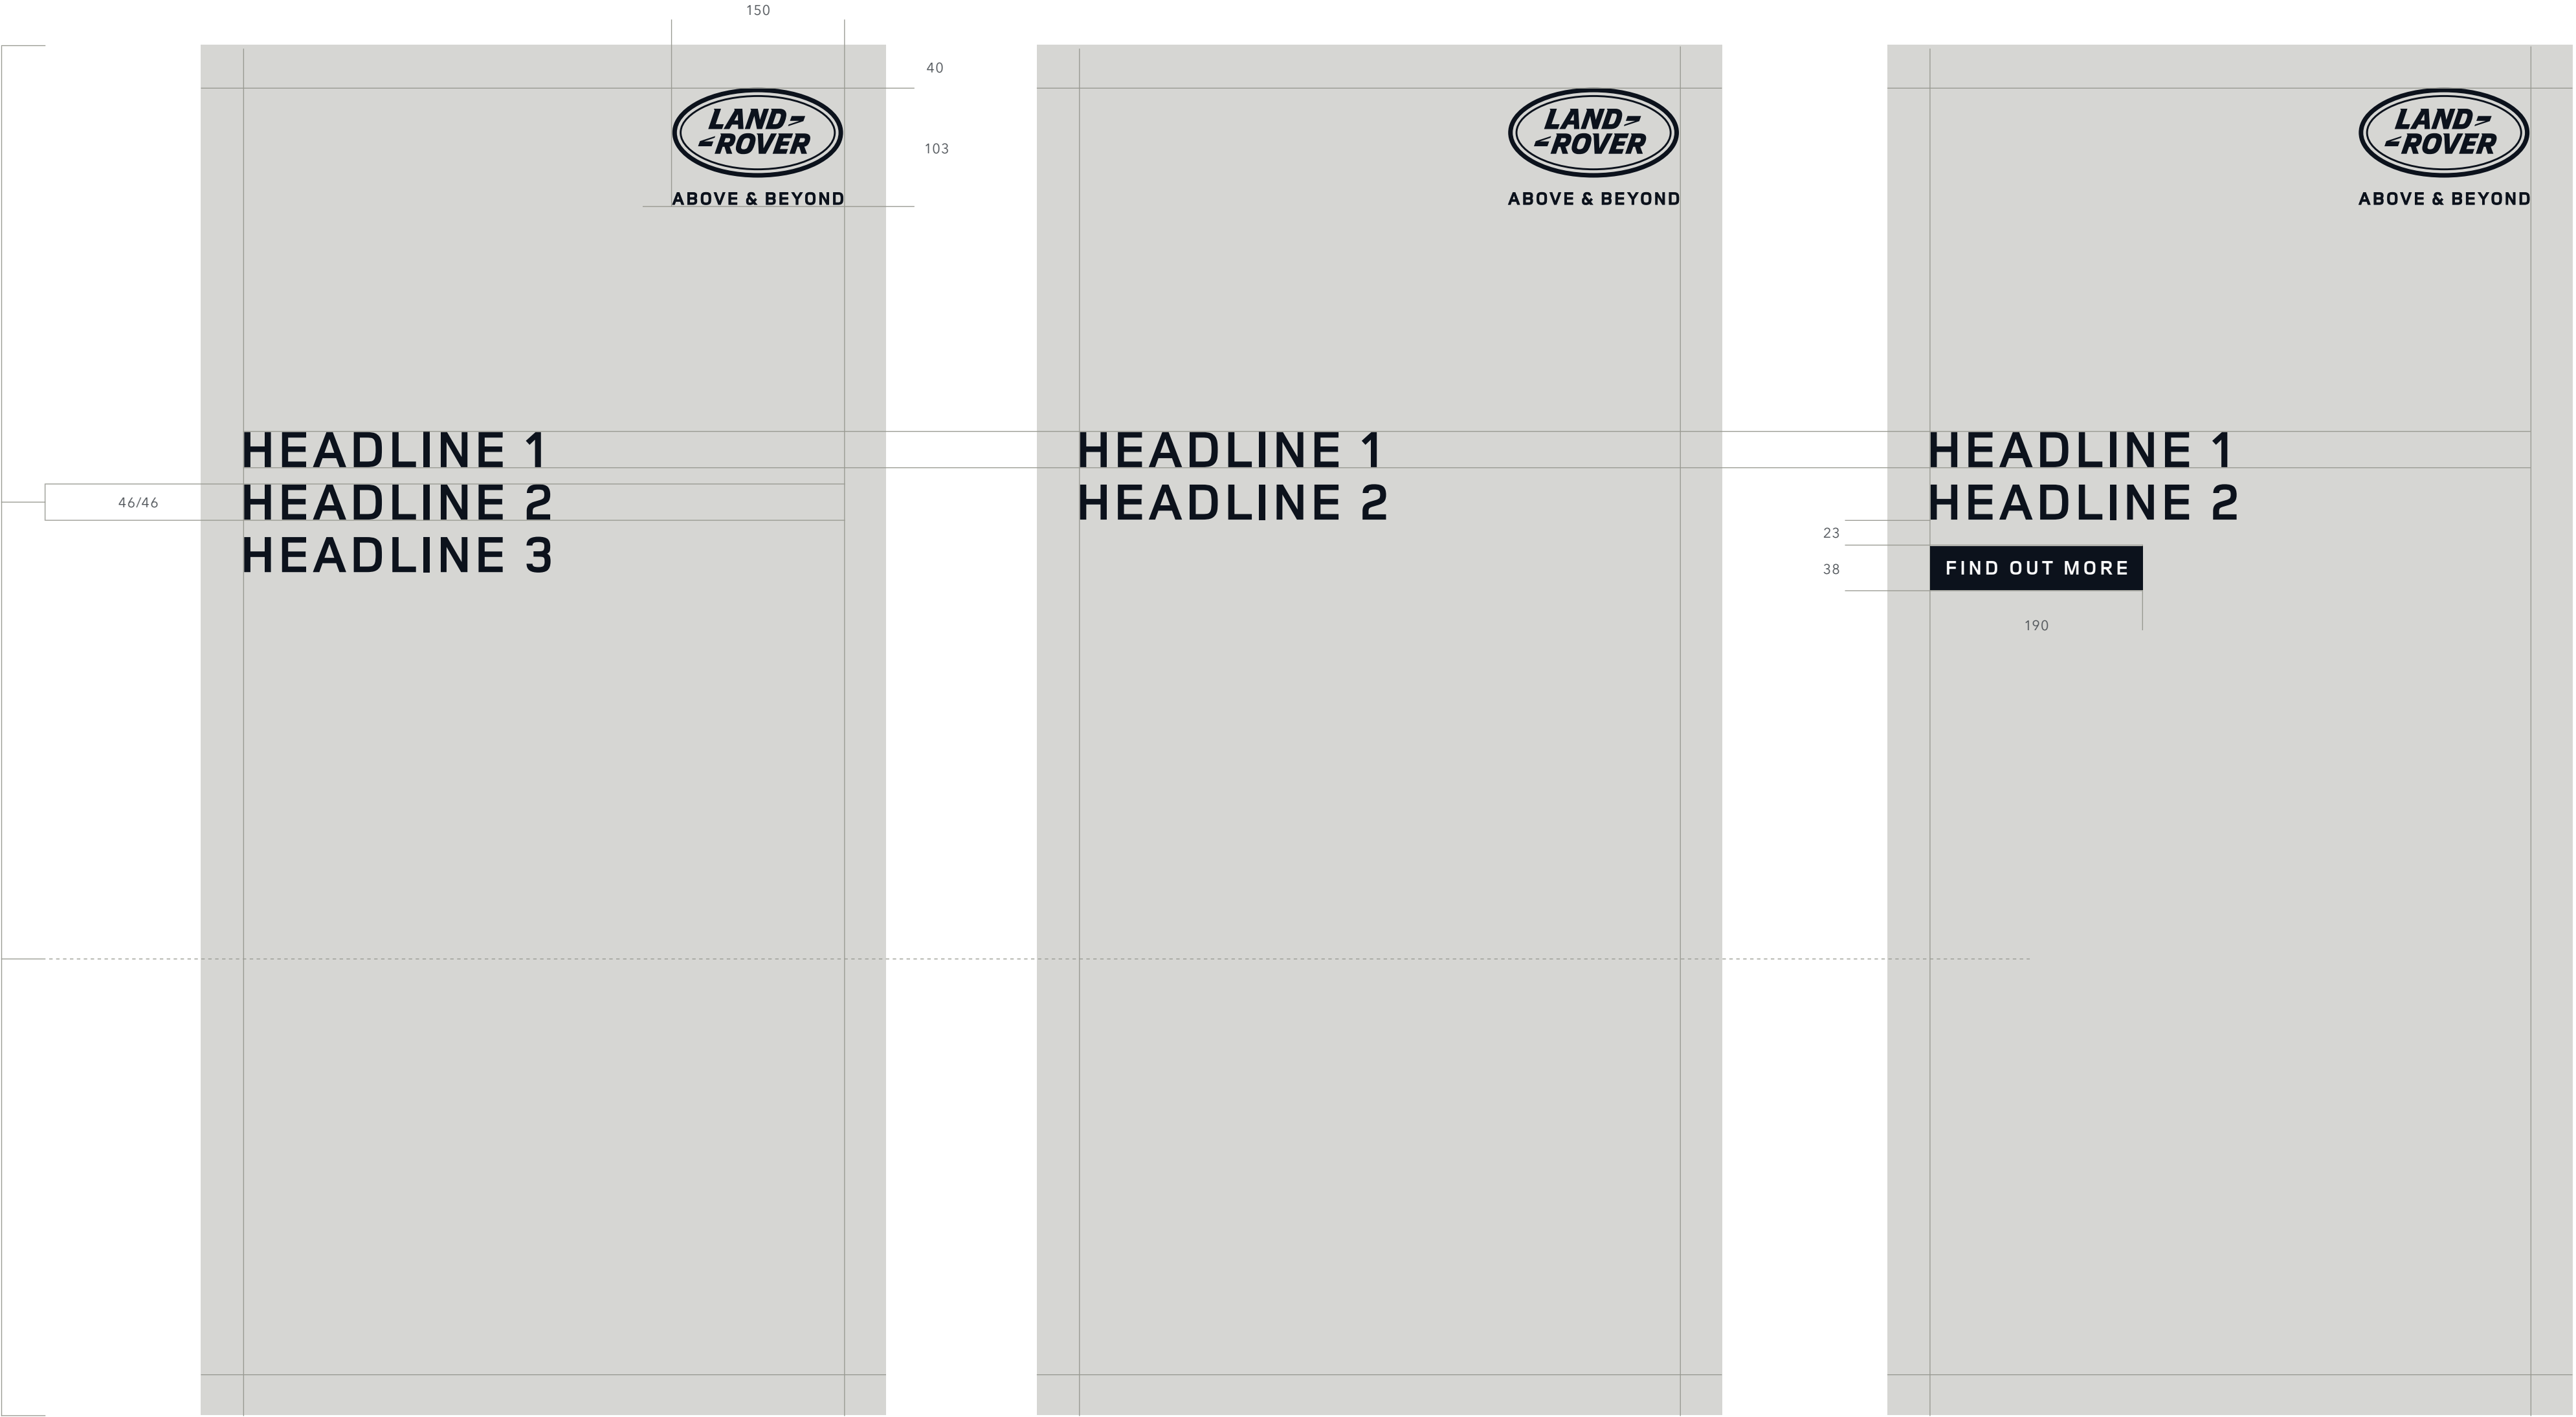 150
40
LAND
ROVER
103
ABOVE & BEYOND
LAND
ROVER
ABOVE & BEYOND
LAND
ROVER
ABOVE & BEYOND
HEADLINE 1
46/46
HEADLINE 2
HEADLINE 3
HEADLINE 1
HEADLINE 2
HEADLINE 1
HEADLINE 2
23
38
FIND OUT MORE
190